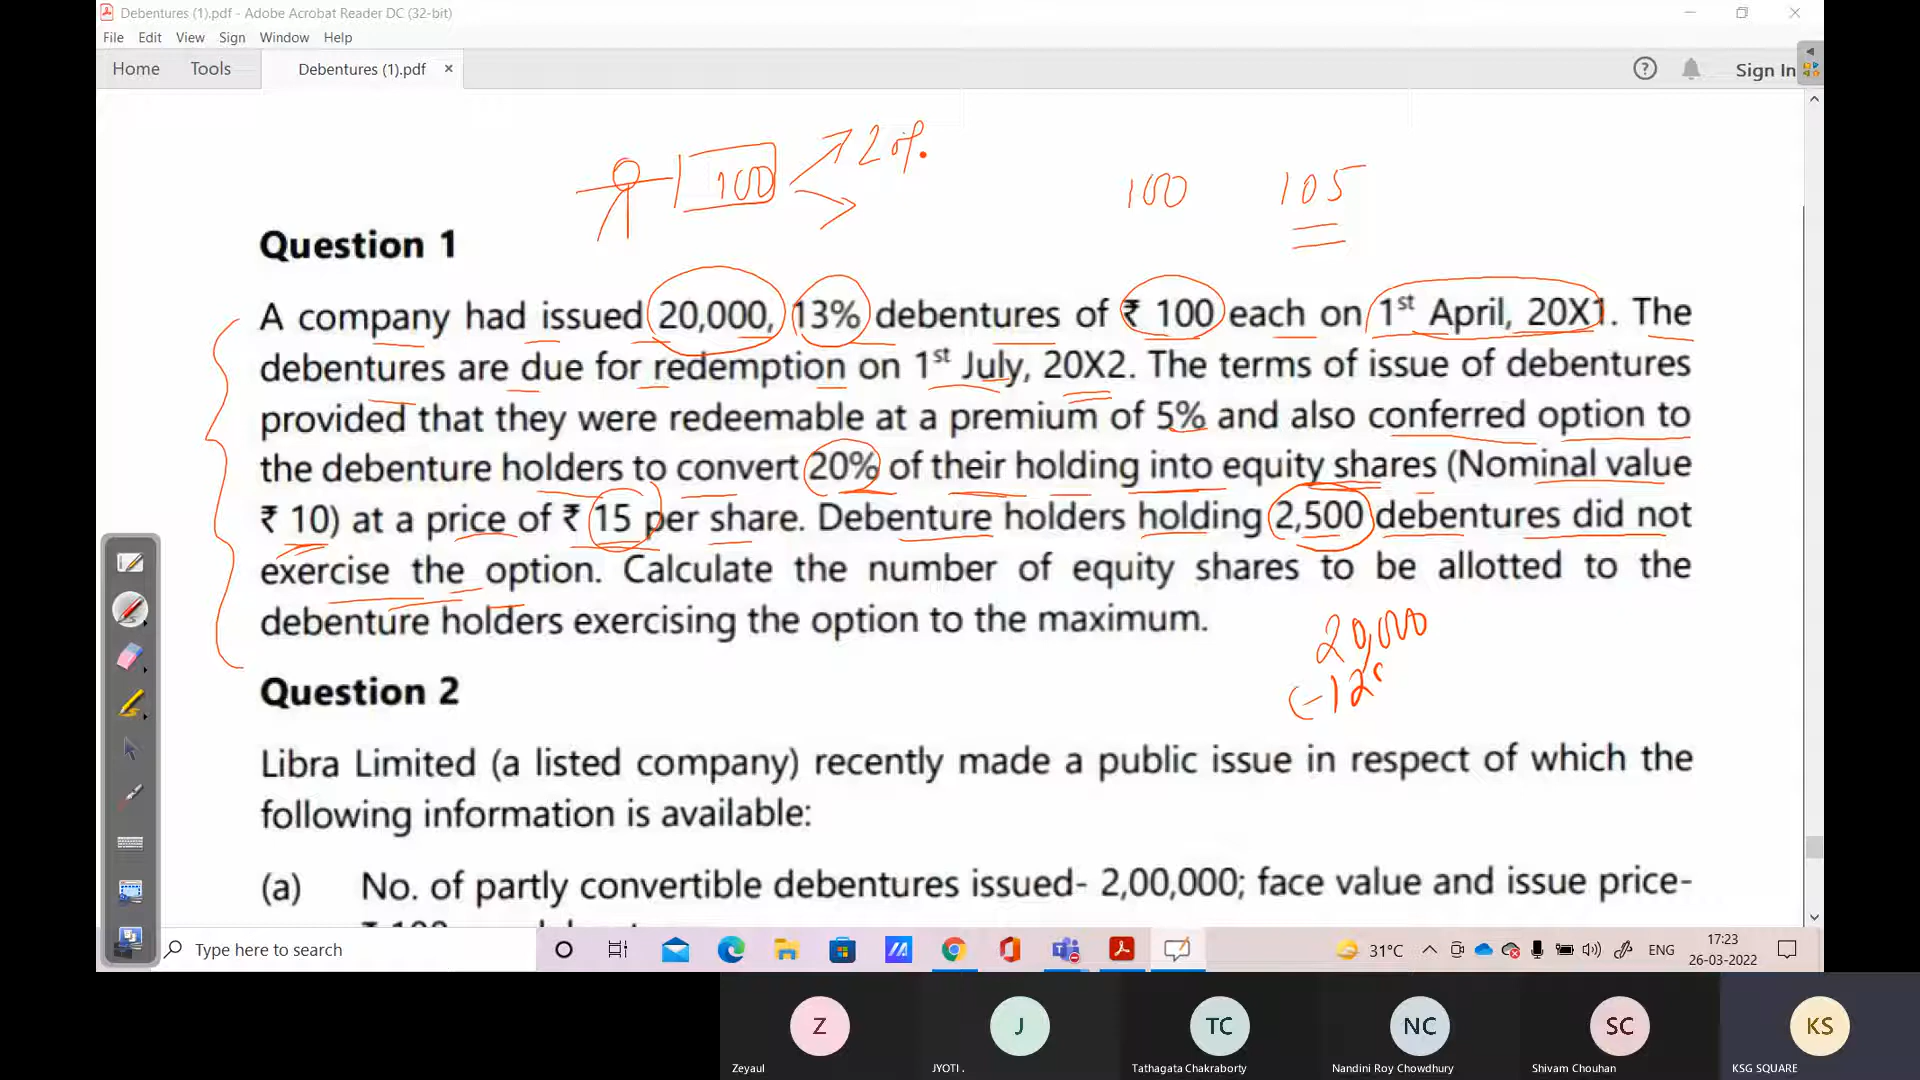 Debentures (1).pdf - Adobe Acrobat Reader DC (32-bit)
File Edit View Sign Window Help
Home Tools Debentures (1).pdf × Sign In
100 2 100 105
Question 1
A company had issued 20,000, 13% debentures of ₹ 100 each on 1st April, 20X1. The
debentures are due for redemption on 1st July, 20X2. The terms of issue of debentures
provided that they were redeemable at a premium of 5% and also conferred option to
the debenture holders to convert 20% of their holding into equity shares (Nominal value
₹ 10) at a price of ₹ 15 per share. Debenture holders holding 2,500 debentures did not
exercise the option. Calculate the number of equity shares to be allotted to the
debenture holders exercising the option to the maximum.
20,000
(-12
Question 2
Libra Limited (a listed company) recently made a public issue in respect of which the
following information is available:
(a) No. of partly convertible debentures issued- 2,00,000; face value and issue price-
Type here to search 31°C ENG 17:23
26-03-2022
Z J TC NC SC KS
Zeyaul JYOTI . Tathagata Chakraborty Nandini Roy Chowdhury Shivam Chouhan KSG SQUARE